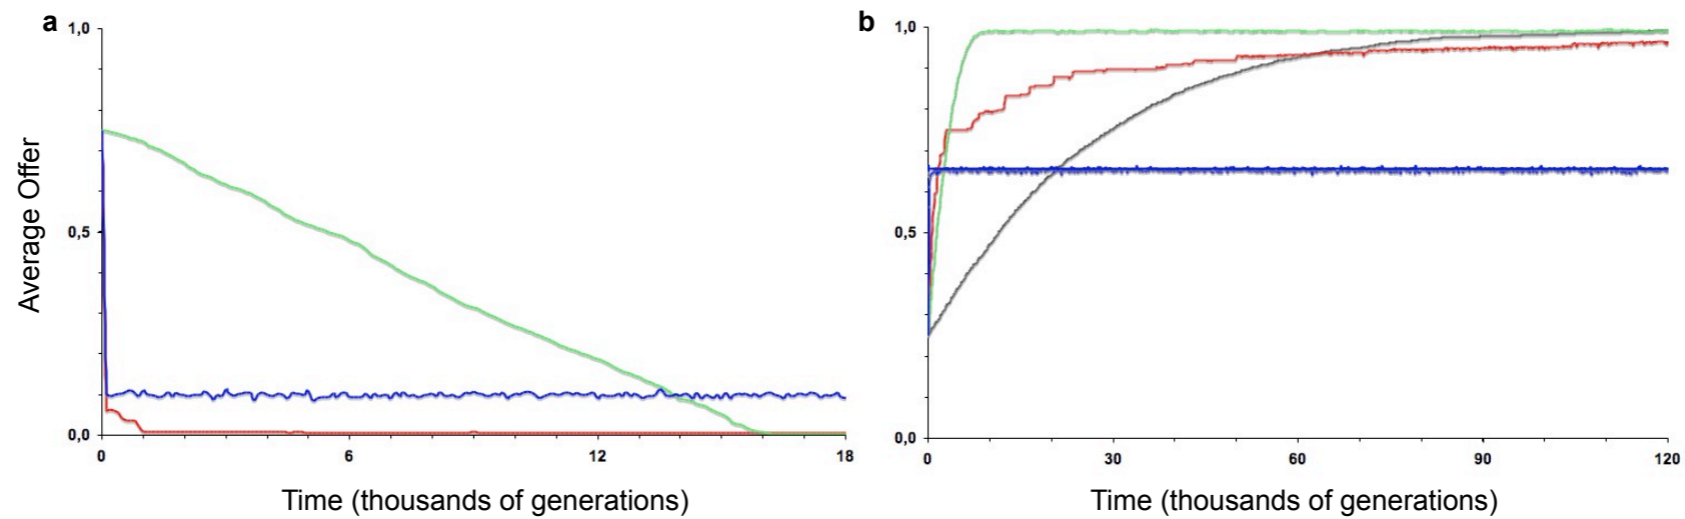 a
1,0
0,5
0,0
Average Offer
0 6 12 18
Time (thousands of generations)
b
1,0
0,5
0,0
0 30 60 90 120
Time (thousands of generations)